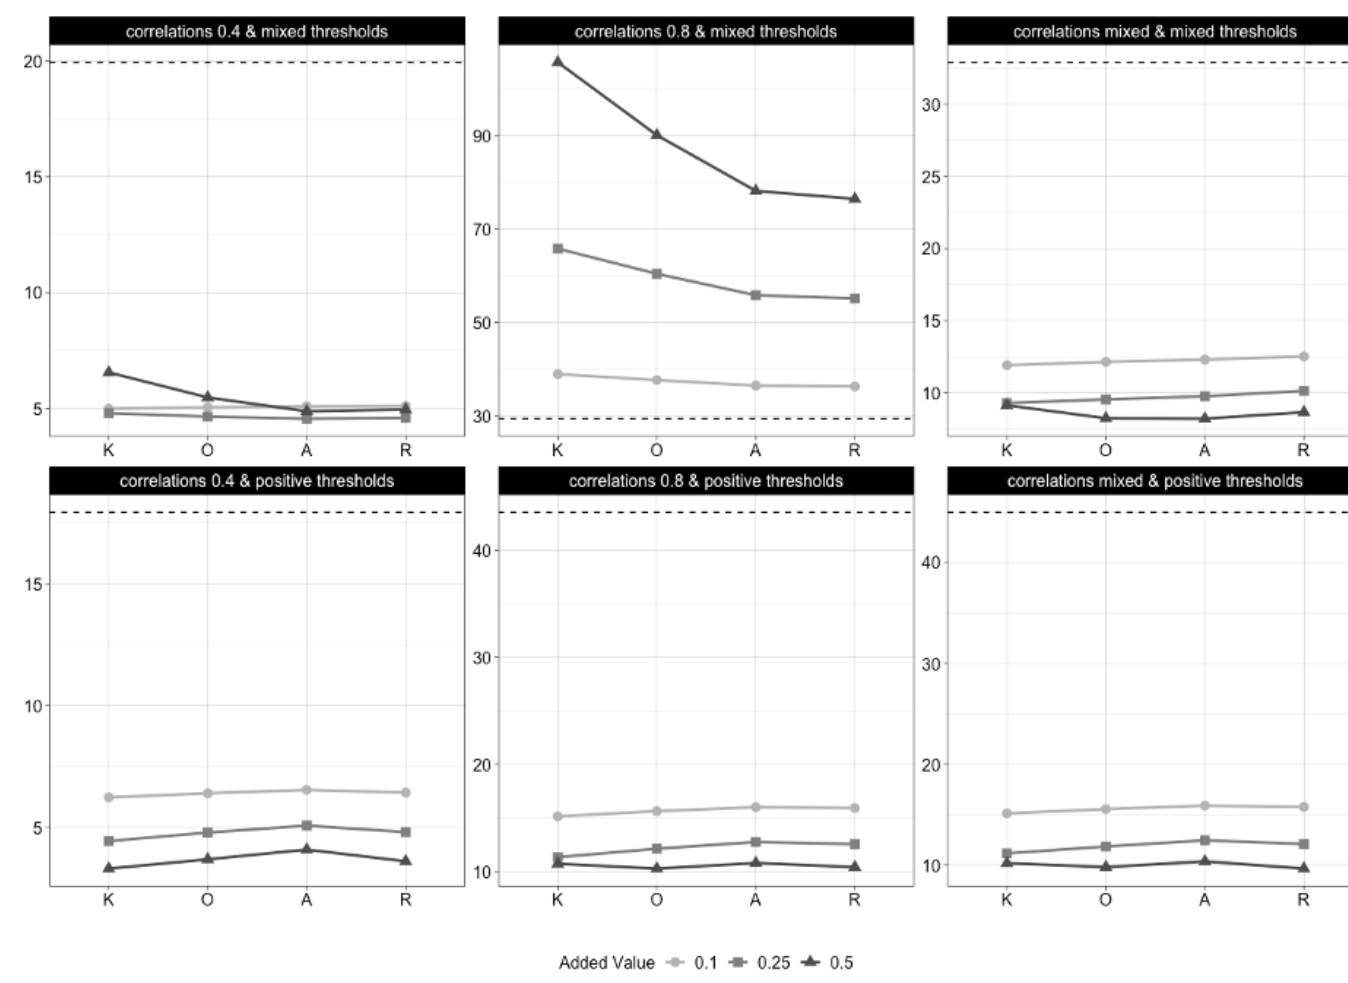 correlations 0.4 & mixed thresholds
20
15
10
5
K O A R
correlations 0.8 & mixed thresholds
90
70
50
30
K O A R
correlations mixed & mixed thresholds
30
25
20
15
10
K O A R
correlations 0.4 & positive thresholds
15
10
5
K O A R
correlations 0.8 & positive thresholds
40
30
20
10
K O A R
correlations mixed & positive thresholds
40
30
20
10
K O A R
Added Value 0.1 0.25 0.5